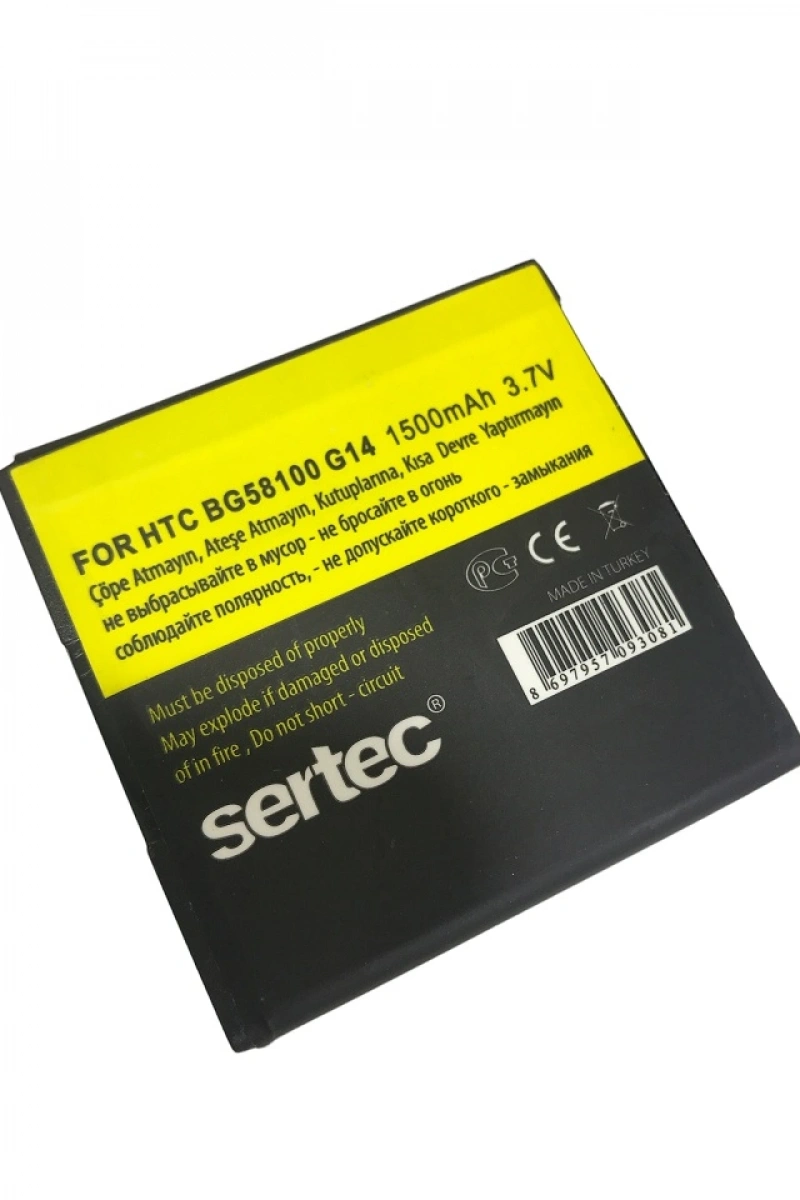 FOR HTC BG58100 G14 1500mAh 3.7V
Çöpe Atmayın, Ateşe Atmayın, Kutuplarına, Kısa Devre Yaptırmayın
не выбрасывайте в мусор - не бросайте в огонь
соблюдайте полярность, - не допускайте короткого - замыкания
Must be disposed of properly
May explode if damaged or disposed
of in fire , Do not short - circuit
PCT CE
MADE IN TURKEY
8 697957 093081
sertec®